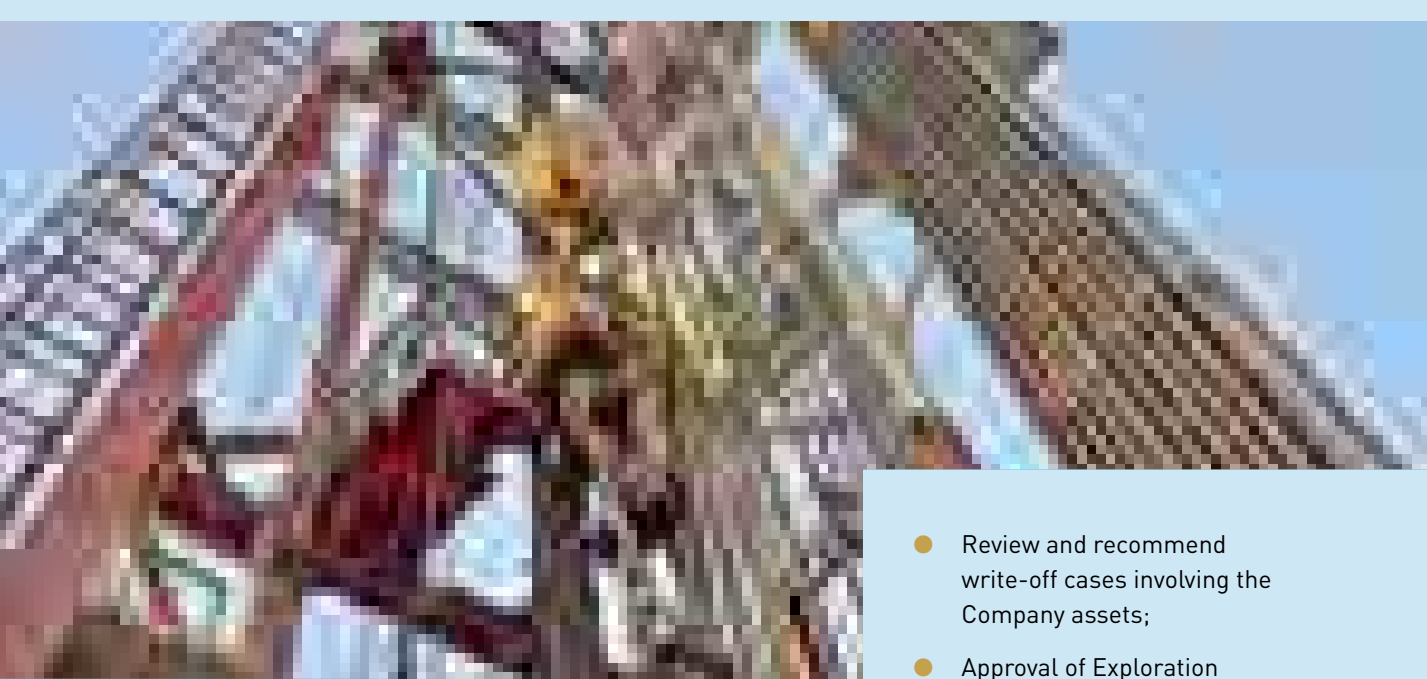 Review and recommend
write-off cases involving the
Company assets;
Approval of Exploration